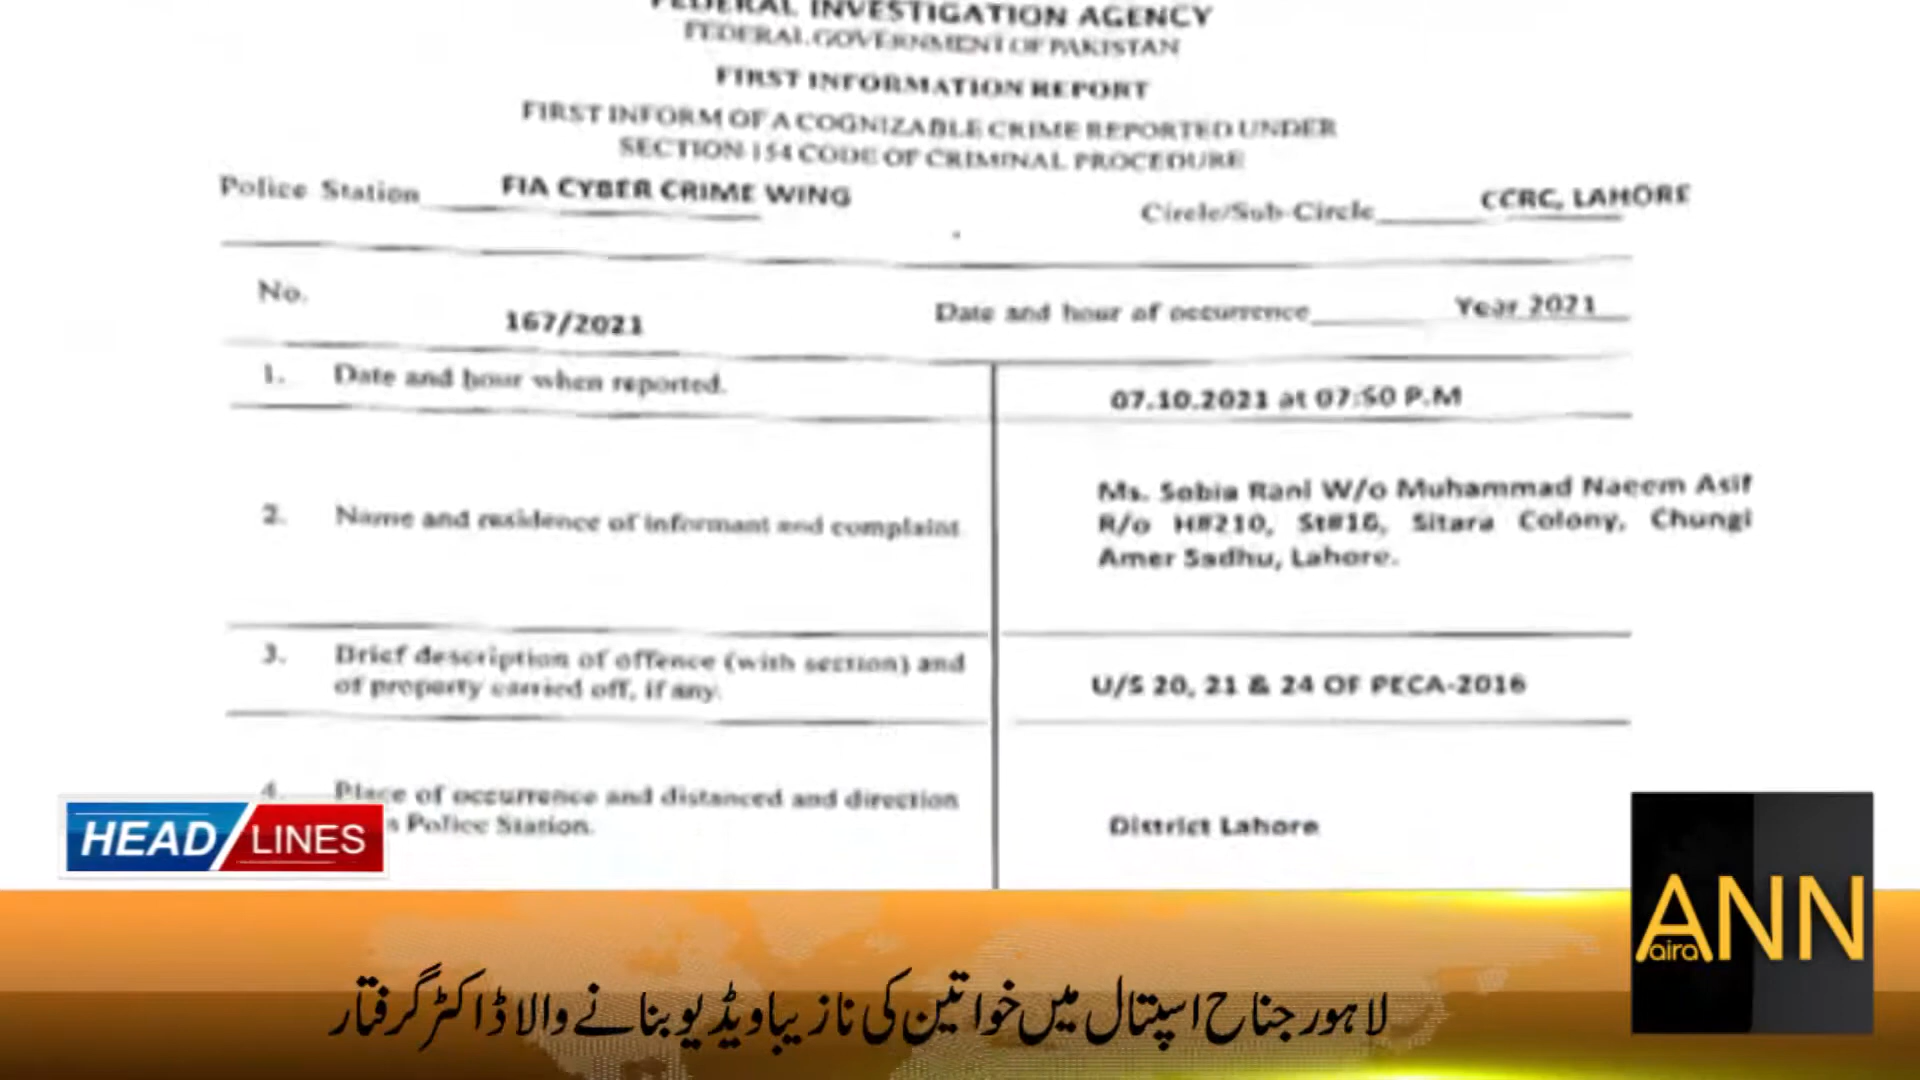 FEDERAL INVESTIGATION AGENCY
FEDERAL GOVERNMENT OF PAKISTAN
FIRST INFORMATION REPORT
FIRST INFORM OF A COGNIZABLE CRIME REPORTED UNDER
SECTION 154 CODE OF CRIMINAL PROCEDURE
Police Station FIA CYBER CRIME WING Circle/Sub-Circle CCRC, LAHORE
No. 167/2021 Date and hour of occurrence Year 2021
1. Date and hour when reported. 07.10.2021 at 07:50 P.M
2. Name and residence of informant and complaint
Ms. Sobia Rani W/o Muhammad Naeem Asif
R/o H#210, St#16, Sitara Colony, Chungi
Amer Sadhu, Lahore.
3. Brief description of offence (with section) and
of property carried off, if any.
U/S 20, 21 & 24 OF PECA-2016
4. Place of occurrence and distanced and direction
s Police Station.
District Lahore
HEAD LINES
ANN
aira
لاہور جناح اسپتال میں خواتین کی نازیبا ویڈیو بنانے والا ڈاکٹر گرفتار